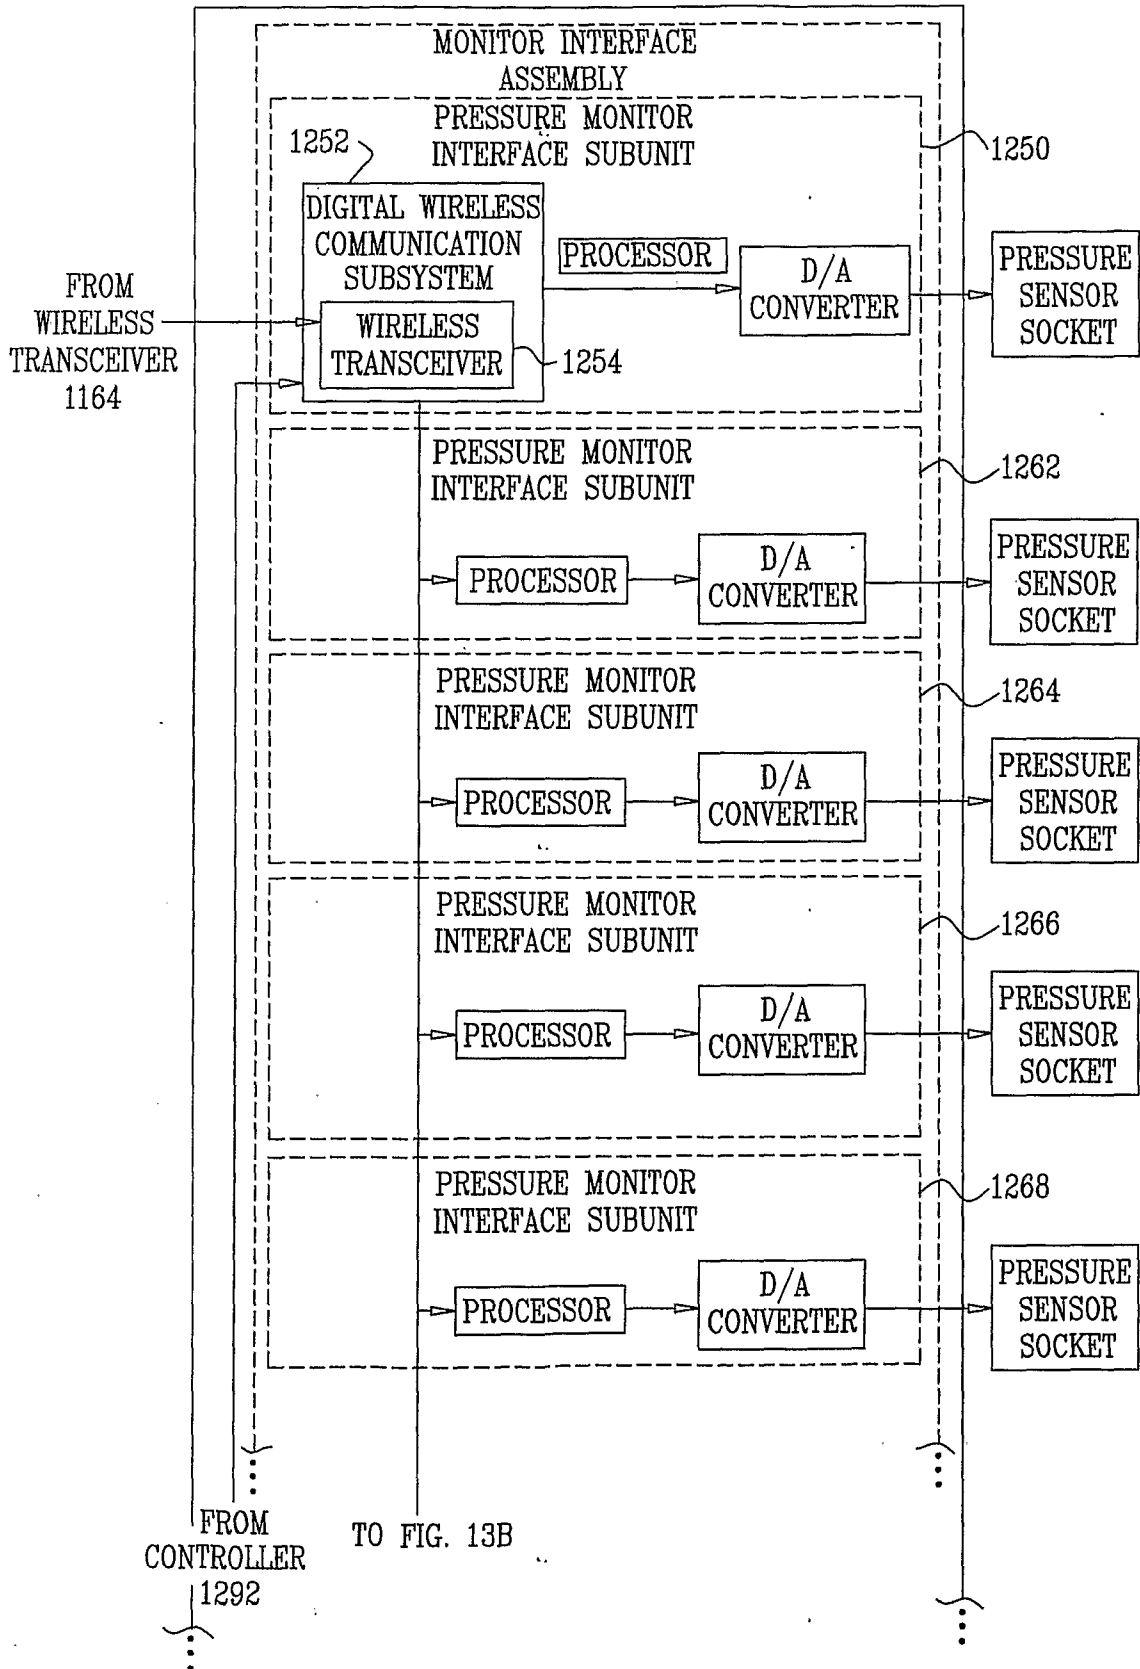 MONITOR INTERFACE
ASSEMBLY
PRESSURE MONITOR
INTERFACE SUBUNIT
1252
1250
DIGITAL WIRELESS
COMMUNICATION
SUBSYSTEM
PROCESSOR
D/A
CONVERTER
PRESSURE
SENSOR
SOCKET
FROM
WIRELESS
TRANSCEIVER
1164
WIRELESS
TRANSCEIVER
1254
PRESSURE MONITOR
INTERFACE SUBUNIT
1262
PROCESSOR
D/A
CONVERTER
PRESSURE
SENSOR
SOCKET
PRESSURE MONITOR
INTERFACE SUBUNIT
1264
PROCESSOR
D/A
CONVERTER
PRESSURE
SENSOR
SOCKET
PRESSURE MONITOR
INTERFACE SUBUNIT
1266
PROCESSOR
D/A
CONVERTER
PRESSURE
SENSOR
SOCKET
PRESSURE MONITOR
INTERFACE SUBUNIT
1268
PROCESSOR
D/A
CONVERTER
PRESSURE
SENSOR
SOCKET
FROM
CONTROLLER
1292
TO FIG. 13B